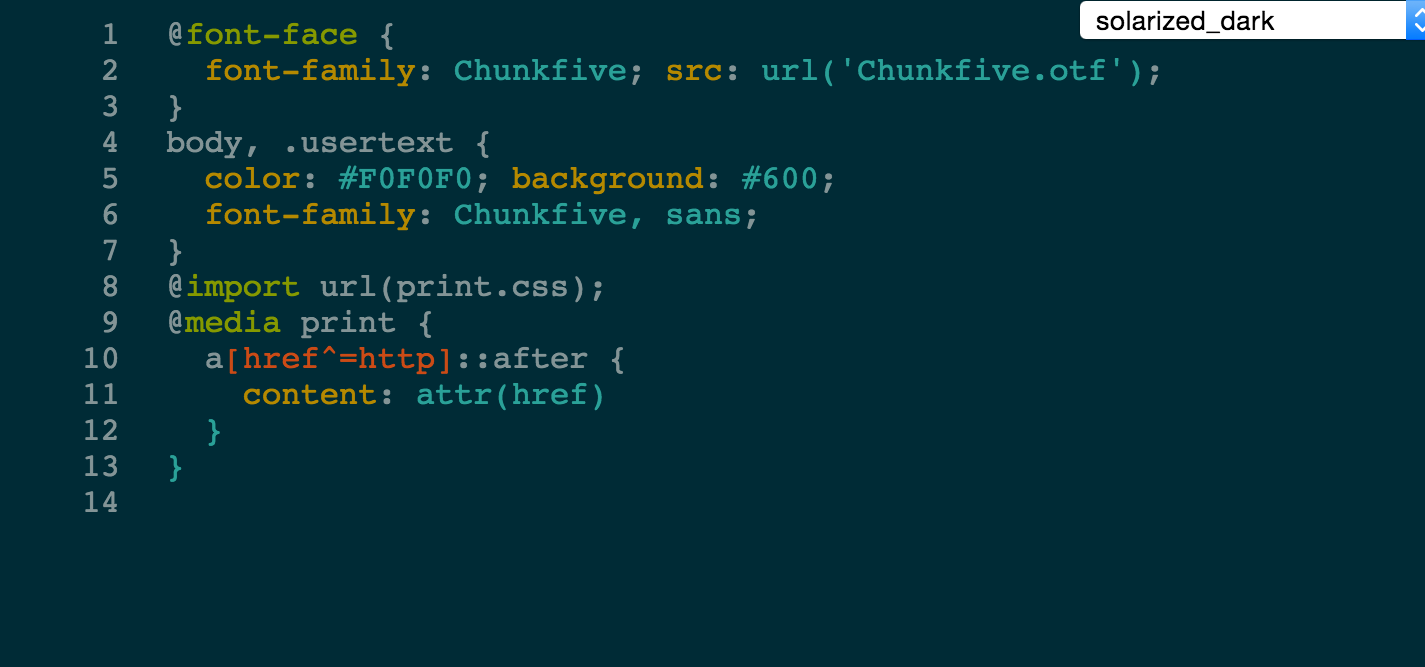 solarized_dark
1 @font-face {
2   font-family: Chunkfive; src: url('Chunkfive.otf');
3 }
4 body, .usertext {
5   color: #F0F0F0; background: #600;
6   font-family: Chunkfive, sans;
7 }
8 @import url(print.css);
9 @media print {
10   a[href^=http]::after {
11     content: attr(href)
12   }
13 }
14